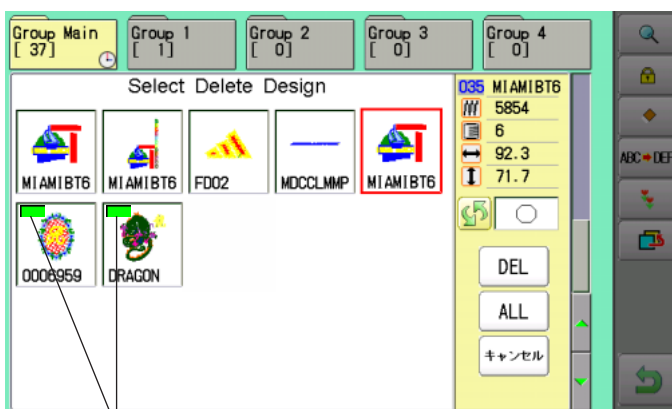 Group Main
[ 37]
Group 1
[ 1]
Group 2
[ 0]
Group 3
[ 0]
Group 4
[ 0]
Select Delete Design
035 MIAMIBT6
5854
6
92.3
71.7
MIAMIBT6
MIAMIBT6
FD02
MDCCLMMP
MIAMIBT6
0006959
DRAGON
DEL
ALL
キャンセル
ABC DEF